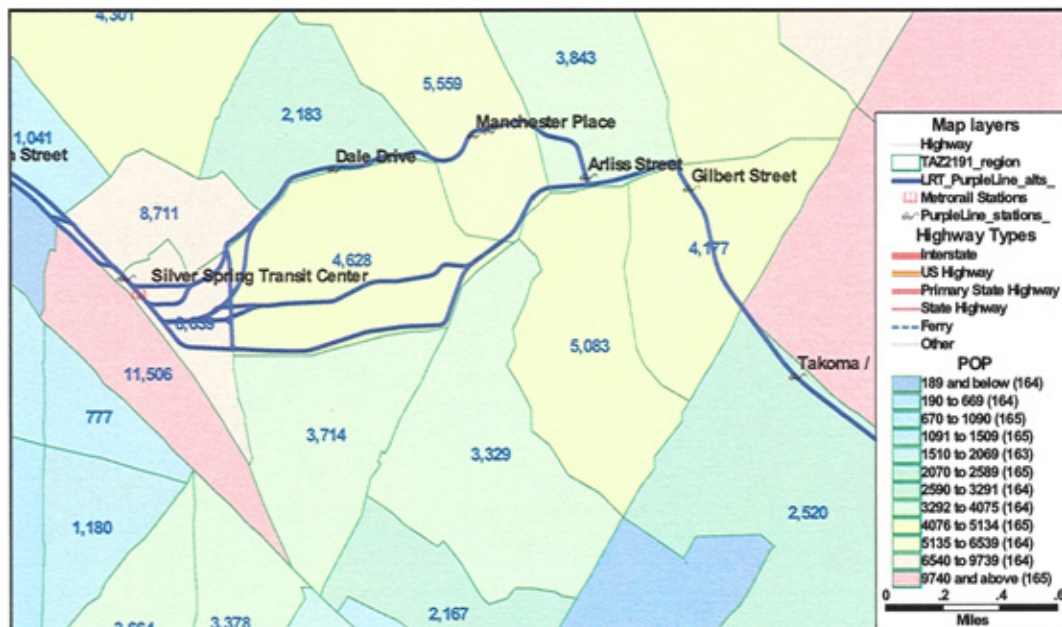 4,301
3,843
5,559
1,041
2,183
Manchester Place
Street
Dale Drive
Arliss Street
Gilbert Street
8,711
4,177
4,628
Silver Spring Transit Center
5,083
11,506
Takoma /
777
3,714
3,329
1,180
2,520
2,167
3,378
Map layers
Highway
TAZ2191_region
LRT_PurpleLine_alts_
Metrorail Stations
PurpleLine_stations_
Highway Types
Interstate
US Highway
Primary State Highway
State Highway
Ferry
Other
POP
189 and below (164)
190 to 669 (164)
670 to 1090 (165)
1091 to 1509 (165)
1510 to 2069 (163)
2070 to 2589 (165)
2590 to 3291 (164)
3292 to 4075 (164)
4076 to 5134 (165)
5135 to 6539 (164)
6540 to 9739 (164)
9740 and above (165)
0 .2 .4 .6
Miles